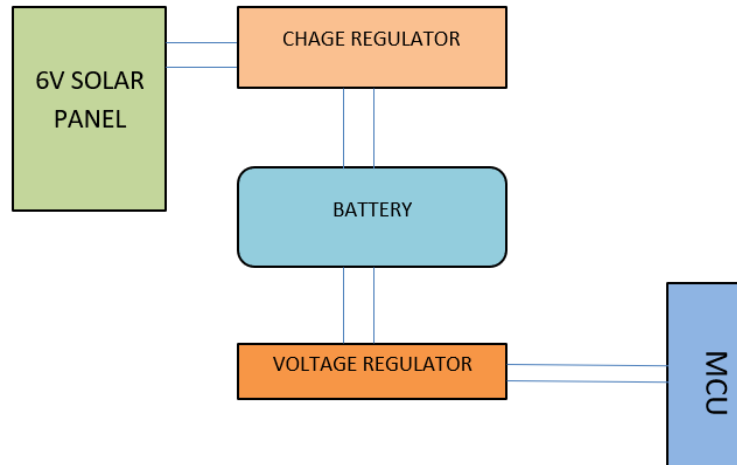 6V SOLAR
PANEL
CHAGE REGULATOR
BATTERY
VOLTAGE REGULATOR
MCU